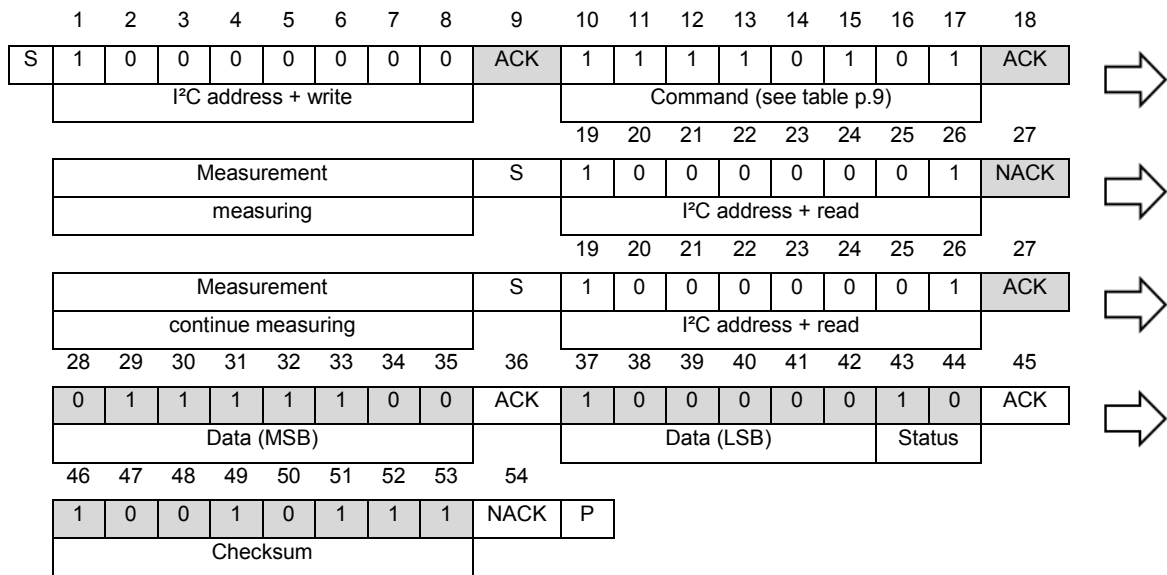 1 2 3 4 5 6 7 8 9 10 11 12 13 14 15 16 17 18
S 1 0 0 0 0 0 0 0 ACK 1 1 1 1 0 1 0 1 ACK
I²C address + write Command (see table p.9)
19 20 21 22 23 24 25 26 27
Measurement S 1 0 0 0 0 0 0 1 NACK
measuring I²C address + read
19 20 21 22 23 24 25 26 27
Measurement S 1 0 0 0 0 0 0 1 ACK
continue measuring I²C address + read
28 29 30 31 32 33 34 35 36 37 38 39 40 41 42 43 44 45
0 1 1 1 1 1 0 0 ACK 1 0 0 0 0 0 1 0 ACK
Data (MSB) Data (LSB) Status
46 47 48 49 50 51 52 53 54
1 0 0 1 0 1 1 1 NACK P
Checksum